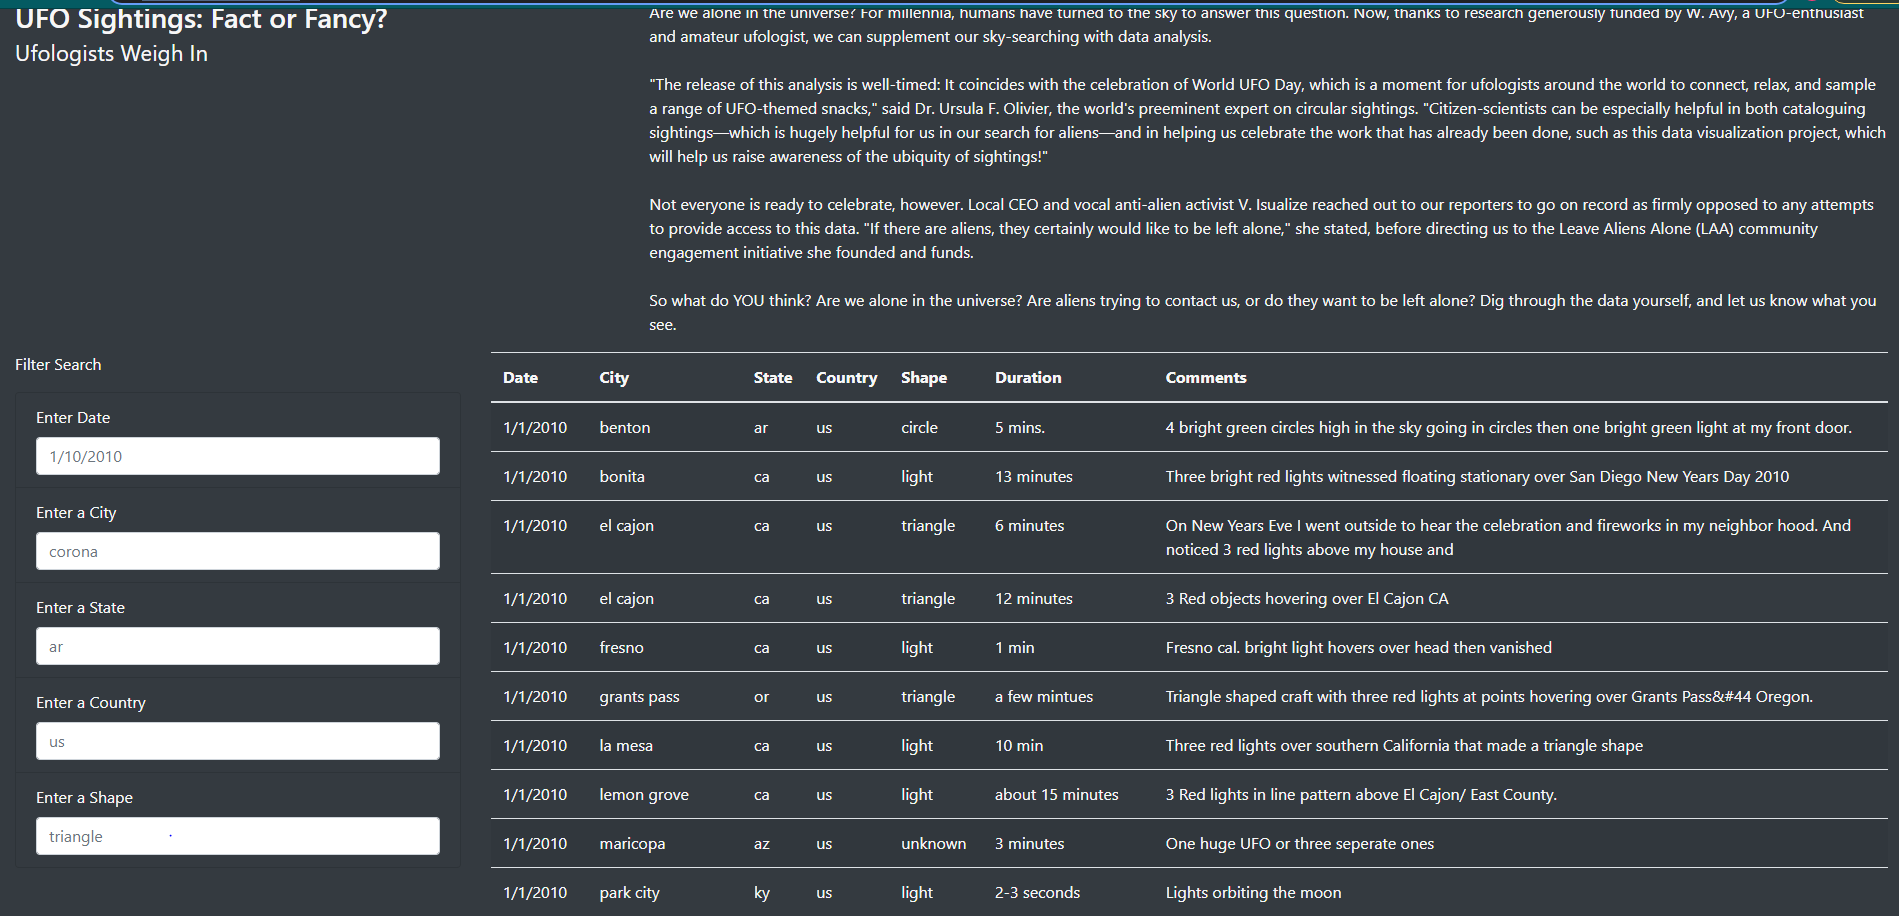 UFO Sightings: Fact or Fancy?
Ufologists Weigh In
Are we alone in the universe? For millennia, humans have turned to the sky to answer this question. Now, thanks to research generously funded by W. Avy, a UFO-enthusiast
and amateur ufologist, we can supplement our sky-searching with data analysis.
"The release of this analysis is well-timed: It coincides with the celebration of World UFO Day, which is a moment for ufologists around the world to connect, relax, and sample
a range of UFO-themed snacks," said Dr. Ursula F. Olivier, the world's preeminent expert on circular sightings. "Citizen-scientists can be especially helpful in both cataloguing
sightings—which is hugely helpful for us in our search for aliens—and in helping us celebrate the work that has already been done, such as this data visualization project, which
will help us raise awareness of the ubiquity of sightings!"
Not everyone is ready to celebrate, however. Local CEO and vocal anti-alien activist V. Isualize reached out to our reporters to go on record as firmly opposed to any attempts
to provide access to this data. "If there are aliens, they certainly would like to be left alone," she stated, before directing us to the Leave Aliens Alone (LAA) community
engagement initiative she founded and funds.
So what do YOU think? Are we alone in the universe? Are aliens trying to contact us, or do they want to be left alone? Dig through the data yourself, and let us know what you
see.
Filter Search
Enter Date
1/10/2010
Enter a City
corona
Enter a State
ar
Enter a Country
us
Enter a Shape
triangle
Date City State Country Shape Duration Comments
1/1/2010 benton ar us circle 5 mins. 4 bright green circles high in the sky going in circles then one bright green light at my front door.
1/1/2010 bonita ca us light 13 minutes Three bright red lights witnessed floating stationary over San Diego New Years Day 2010
1/1/2010 el cajon ca us triangle 6 minutes On New Years Eve I went outside to hear the celebration and fireworks in my neighbor hood. And
noticed 3 red lights above my house and
1/1/2010 el cajon ca us triangle 12 minutes 3 Red objects hovering over El Cajon CA
1/1/2010 fresno ca us light 1 min Fresno cal. bright light hovers over head then vanished
1/1/2010 grants pass or us triangle a few mintues Triangle shaped craft with three red lights at points hovering over Grants Pass&#44 Oregon.
1/1/2010 la mesa ca us light 10 min Three red lights over southern California that made a triangle shape
1/1/2010 lemon grove ca us light about 15 minutes 3 Red lights in line pattern above El Cajon/ East County.
1/1/2010 maricopa az us unknown 3 minutes One huge UFO or three seperate ones
1/1/2010 park city ky us light 2-3 seconds Lights orbiting the moon